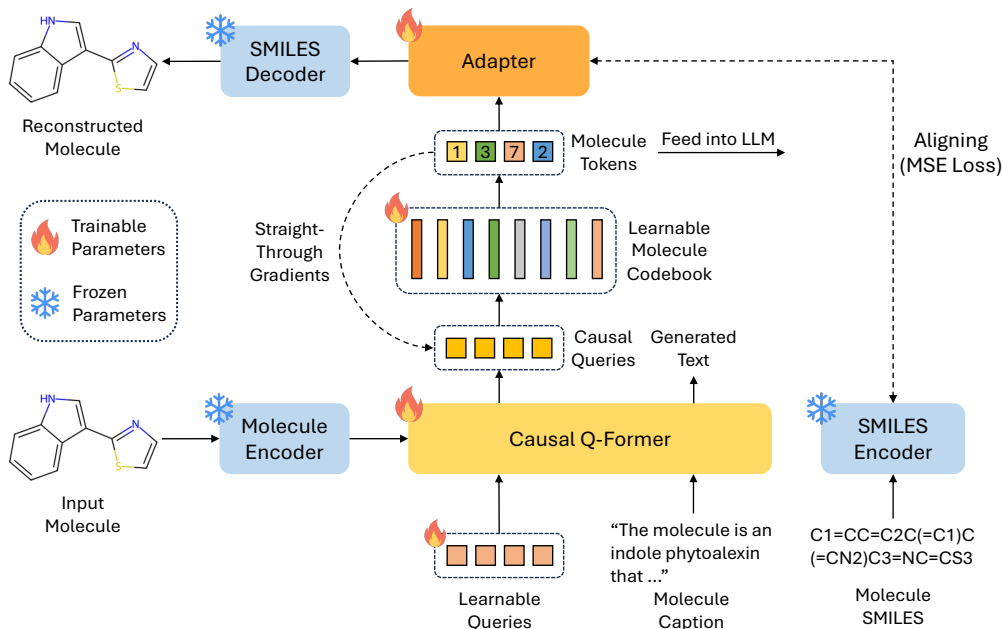 HN
N
S
Reconstructed
Molecule
SMILES
Decoder
Adapter
1 3 7 2
Molecule
Tokens
Feed into LLM
Aligning
(MSE Loss)
Trainable
Parameters
Frozen
Parameters
Straight-
Through
Gradients
Learnable
Molecule
Codebook
Causal
Queries
Generated
Text
HN
N
S
Input
Molecule
Molecule
Encoder
Causal Q-Former
SMILES
Encoder
Learnable
Queries
“The molecule is an
indole phytoalexin
that ...”
Molecule
Caption
C1=CC=C2C(=C1)C
(=CN2)C3=NC=CS3
Molecule
SMILES